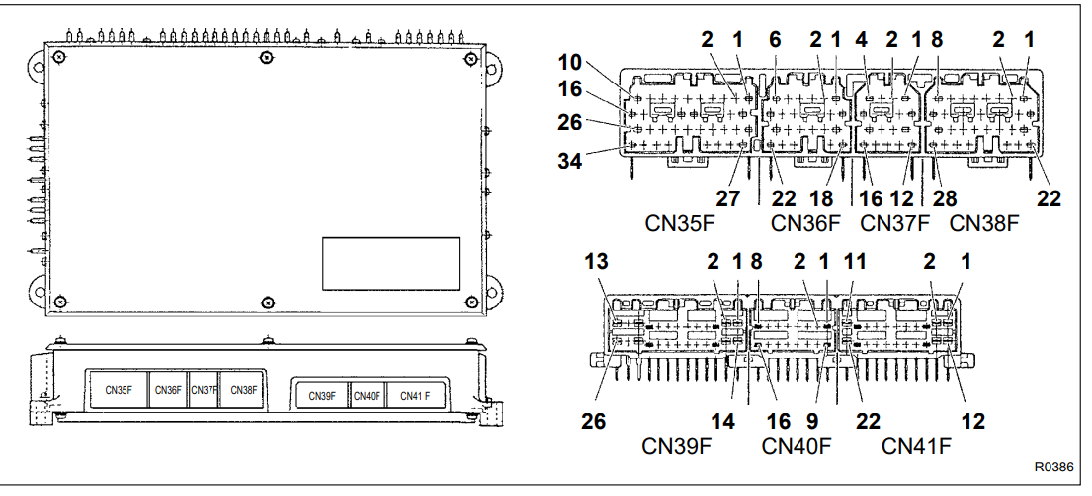 2 1 6 2 1 4 2 1 8 2 1
10
16
26
34
27 22 18 16 12 28 22
CN35F CN36F CN37F CN38F
13 2 1 8 2 1 11 2 1
CN35F CN36F CN37F CN38F
CN39F CN40F CN41 F
26 14 16 9 22 12
CN39F CN40F CN41F
R0386